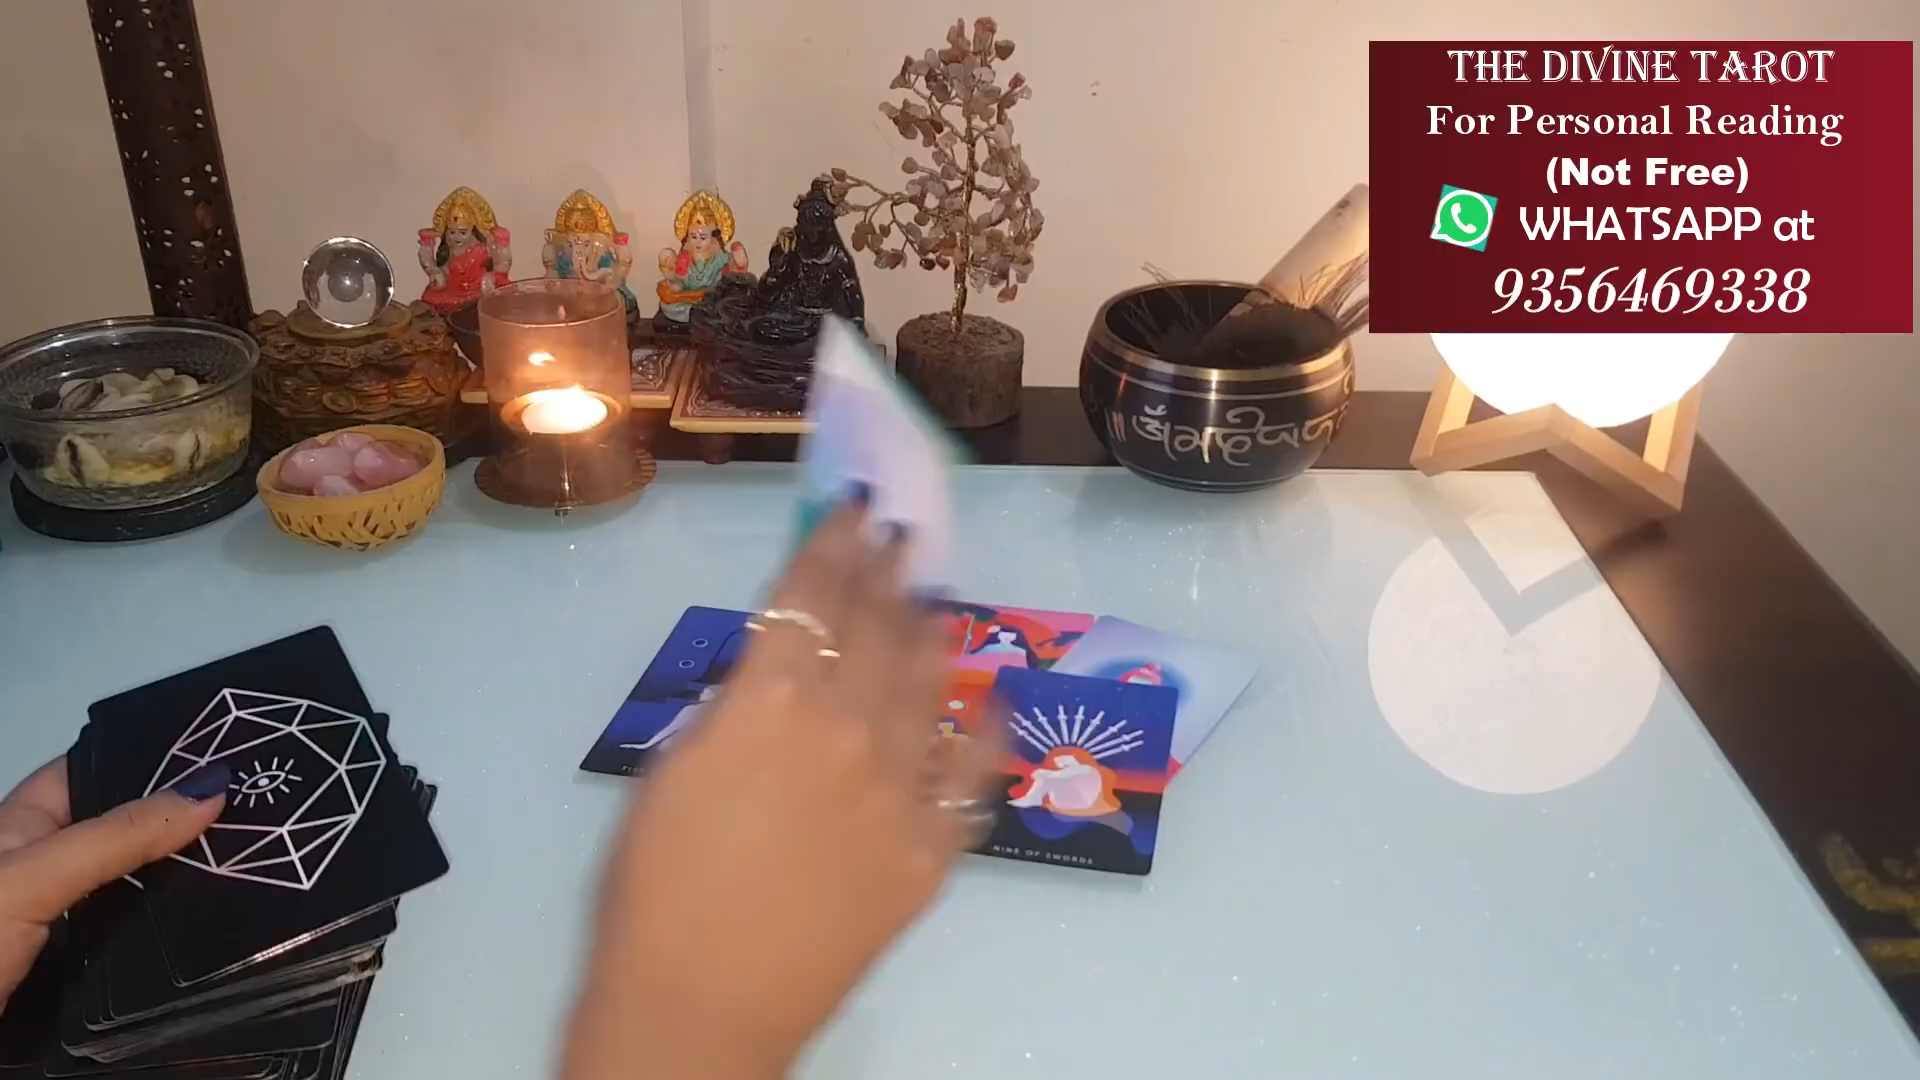 THE DIVINE TAROT
For Personal Reading
(Not Free)
WHATSAPP at
9356469338
NINE OF SWORDS